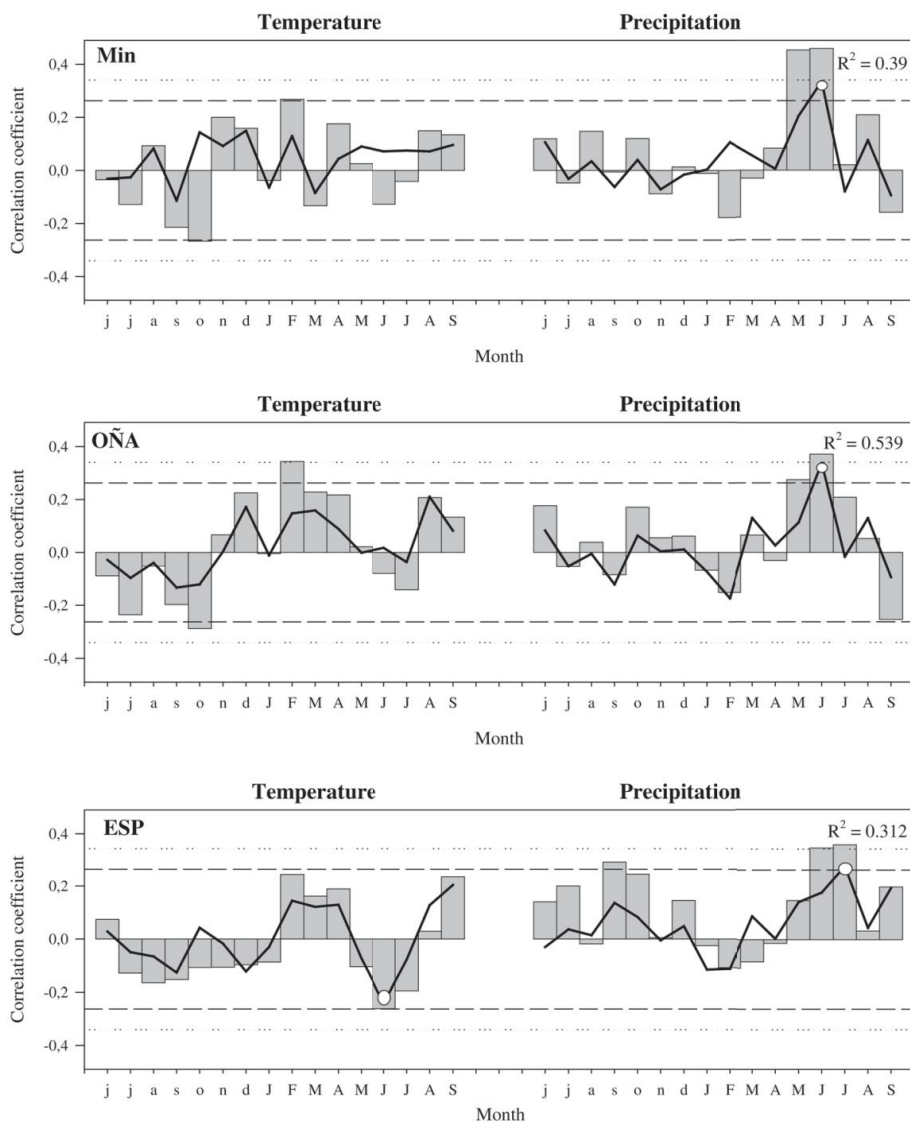 Temperature Precipitation
Min
R² = 0.39
0,4
0,2
0,0
-0,2
-0,4
Correlation coefficient
j j a s o n d J F M A M J J A S j j a s o n d J F M A M J J A S
Month
Temperature Precipitation
OÑA
R² = 0.539
0,4
0,2
0,0
-0,2
-0,4
Correlation coefficient
j j a s o n d J F M A M J J A S j j a s o n d J F M A M J J A S
Month
Temperature Precipitation
ESP
R² = 0.312
0,4
0,2
0,0
-0,2
-0,4
Correlation coefficient
j j a s o n d J F M A M J J A S j j a s o n d J F M A M J J A S
Month